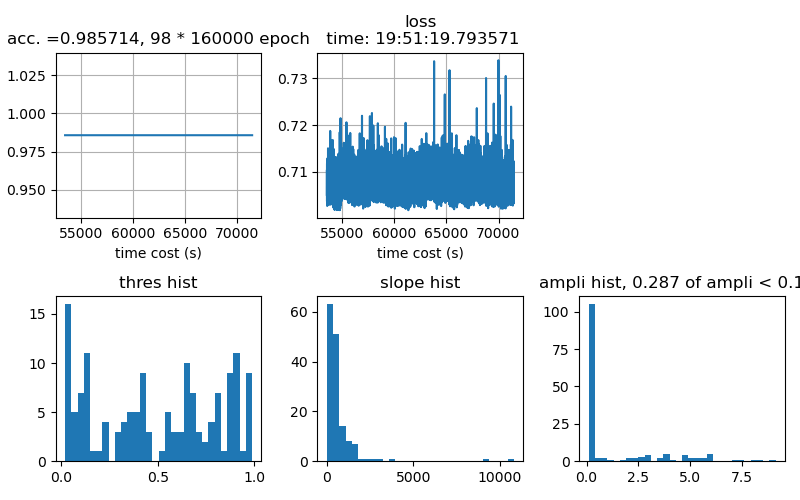 loss
acc. =0.985714, 98 * 160000 epoch
time: 19:51:19.793571
1.025
1.000
0.975
0.950
55000 60000 65000 70000
time cost (s)
0.73
0.72
0.71
55000 60000 65000 70000
time cost (s)
thres hist
15
10
5
0
0.0 0.5 1.0
slope hist
60
40
20
0
0 5000 10000
ampli hist, 0.287 of ampli < 0.1
100
75
50
25
0
0.0 2.5 5.0 7.5